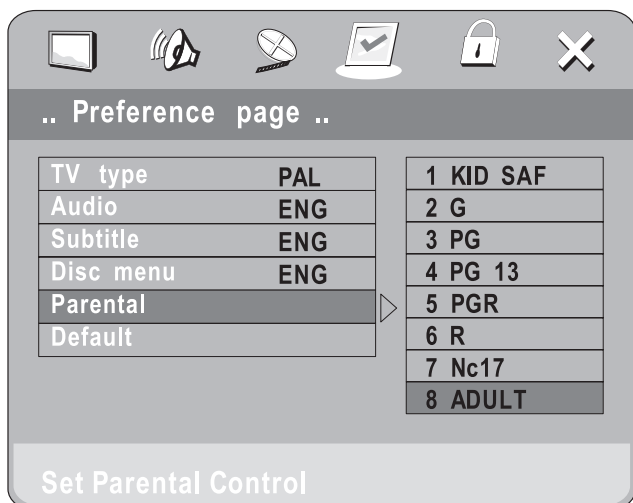 .. Preference page ..
TV type PAL
Audio ENG
Subtitle ENG
Disc menu ENG
Parental
Default
1 KID SAF
2 G
3 PG
4 PG 13
5 PGR
6 R
7 Nc17
8 ADULT
Set Parental Control